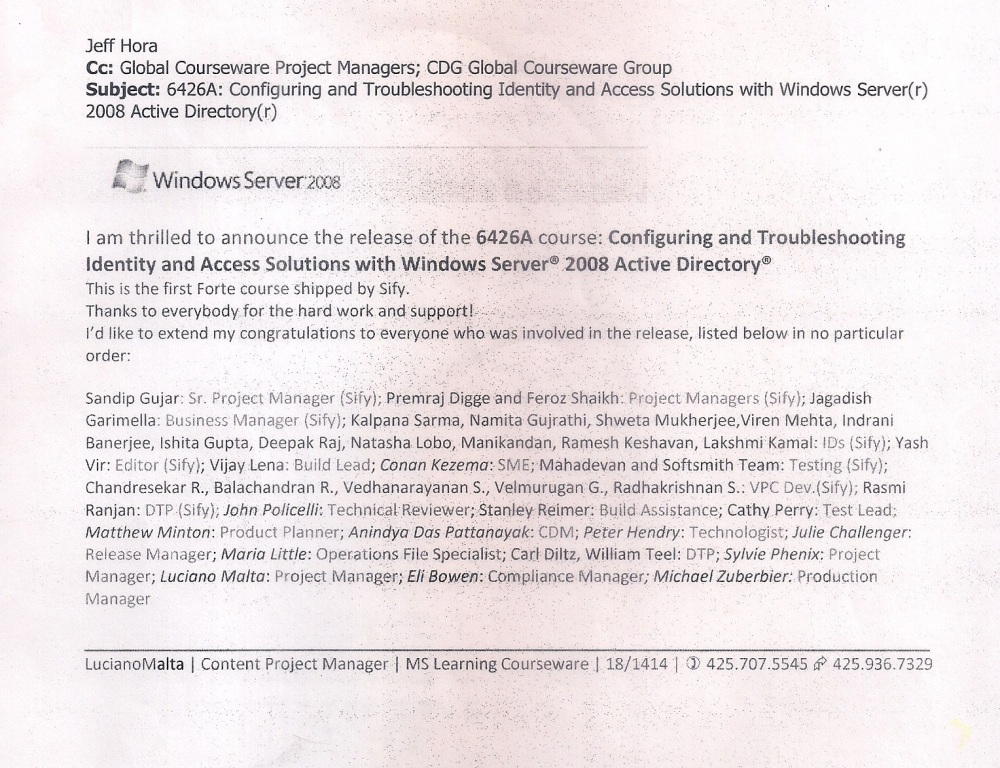 Jeff Hora
Cc: Global Courseware Project Managers; CDG Global Courseware Group
Subject: 6426A: Configuring and Troubleshooting Identity and Access Solutions with Windows Server(r)
2008 Active Directory(r)
Windows Server 2008
I am thrilled to announce the release of the 6426A course: Configuring and Troubleshooting
Identity and Access Solutions with Windows Server® 2008 Active Directory®
This is the first Forte course shipped by Sify.
Thanks to everybody for the hard work and support!
I'd like to extend my congratulations to everyone who was involved in the release, listed below in no particular
order:
Sandip Gujar: Sr. Project Manager (Sify); Premraj Digge and Feroz Shaikh: Project Managers (Sify); Jagadish
Garimella: Business Manager (Sify); Kalpana Sarma, Namita Gujrathi, Shweta Mukherjee,Viren Mehta, Indrani
Banerjee, Ishita Gupta, Deepak Raj, Natasha Lobo, Manikandan, Ramesh Keshavan, Lakshmi Kamal: IDs (Sify); Yash
Vir: Editor (Sify); Vijay Lena: Build Lead; Conan Kezema: SME; Mahadevan and Softsmith Team: Testing (Sify);
Chandresekar R., Balachandran R., Vedhanarayanan S., Velmurugan G., Radhakrishnan S.: VPC Dev.(Sify); Rasmi
Ranjan: DTP (Sify); John Policelli: Technical Reviewer; Stanley Reimer: Build Assistance; Cathy Perry: Test Lead;
Matthew Minton: Product Planner; Anindya Das Pattanayak: CDM; Peter Hendry: Technologist; Julie Challenger:
Release Manager; Maria Little: Operations File Specialist; Carl Diltz, William Teel: DTP; Sylvie Phenix: Project
Manager; Luciano Malta: Project Manager; Eli Bowen: Compliance Manager; Michael Zuberbier: Production
Manager
LucianoMalta | Content Project Manager | MS Learning Courseware | 18/1414 | 425.707.5545 425.936.7329